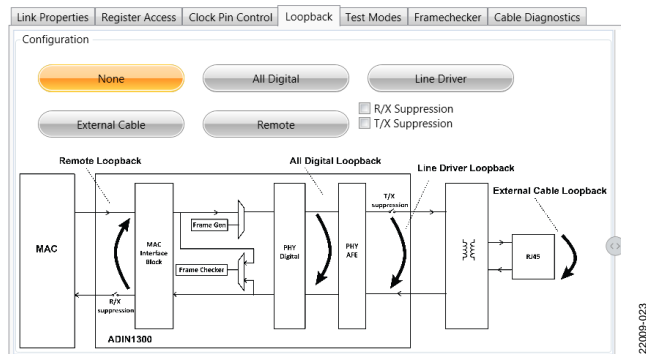 Link Properties Register Access Clock Pin Control Loopback Test Modes Framechecker Cable Diagnostics
Configuration
None All Digital Line Driver
R/X Suppression
T/X Suppression
External Cable Remote
Remote Loopback All Digital Loopback Line Driver Loopback
External Cable Loopback
T/X
suppression
Frame Gen
MAC
MAC
Interface
Block
PHY
Digital
PHY
AFE
RJ45
Frame Checker
R/X
suppression
ADIN1300
22009-023